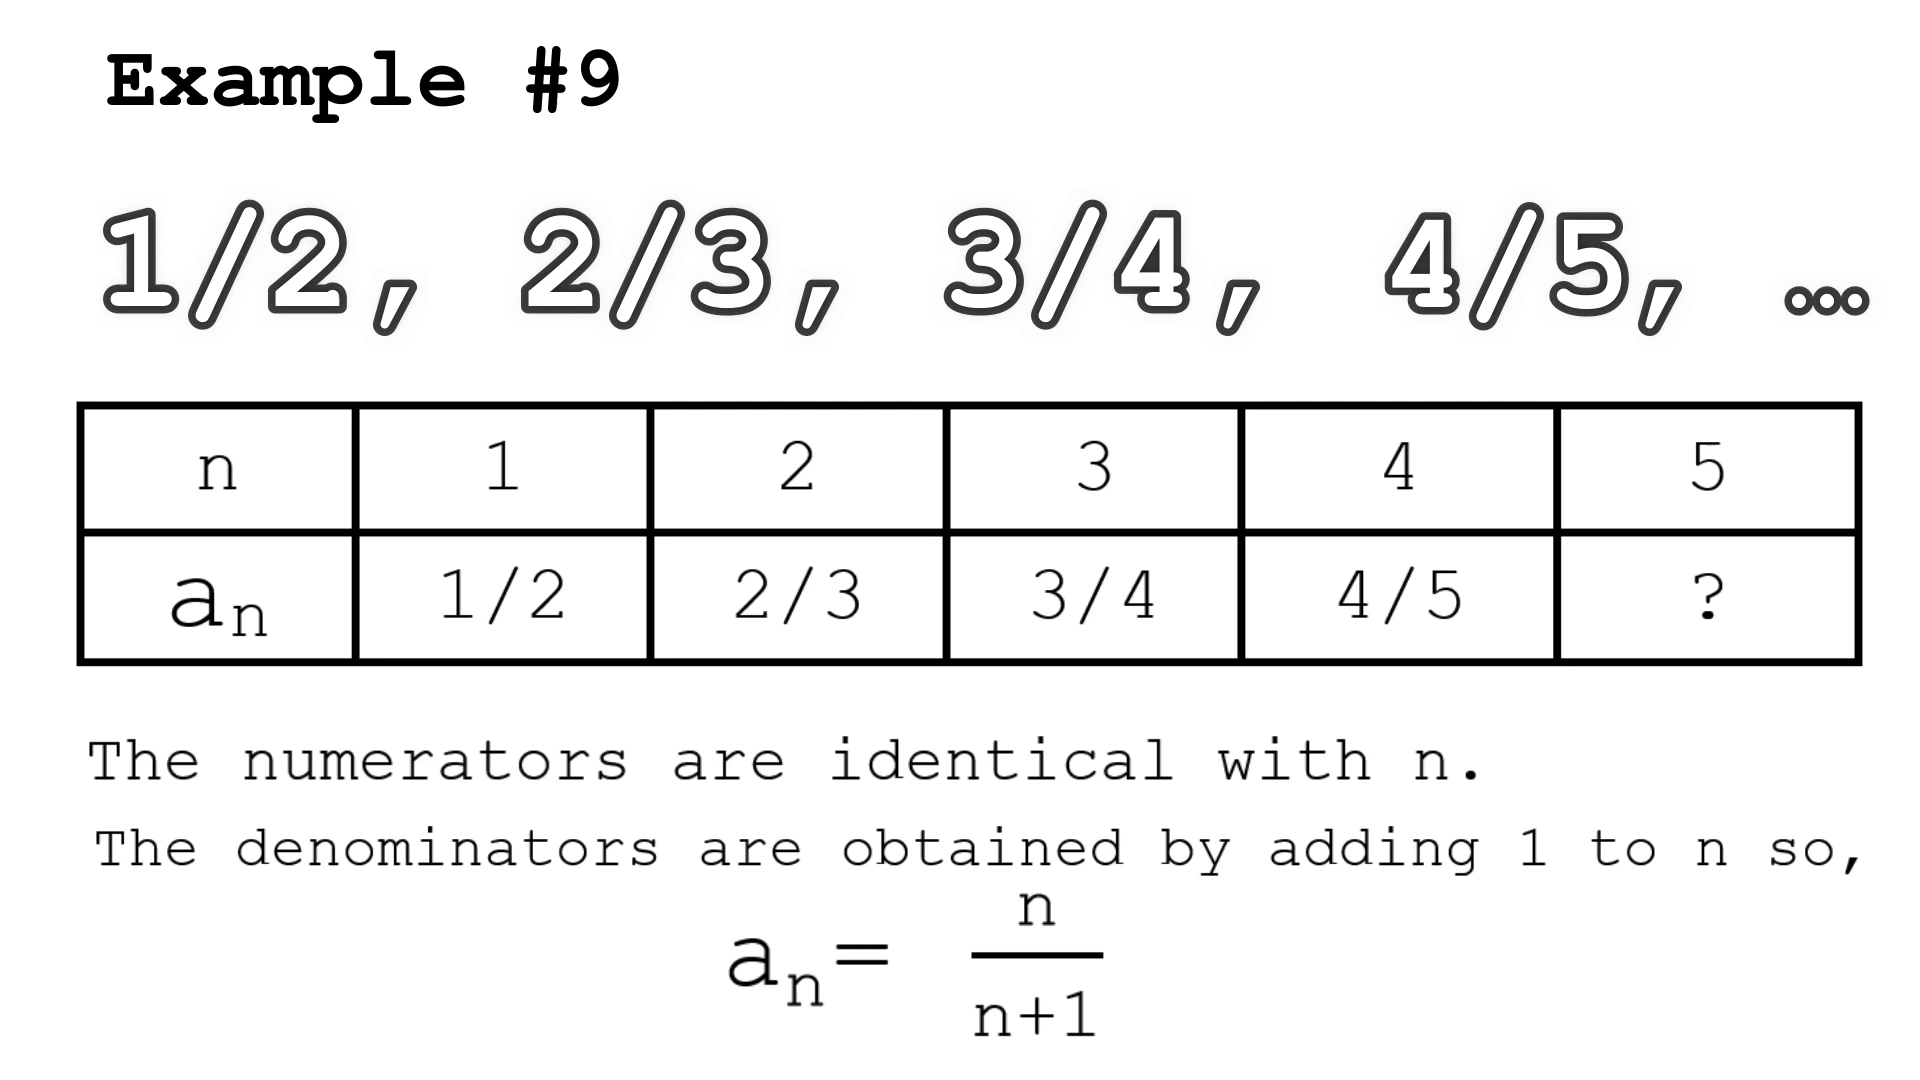 Example #9
1/2, 2/3, 3/4, 4/5, …
n 1 2 3 4 5
an 1/2 2/3 3/4 4/5 ?
The numerators are identical with n.
The denominators are obtained by adding 1 to n so,
an= n
n+1